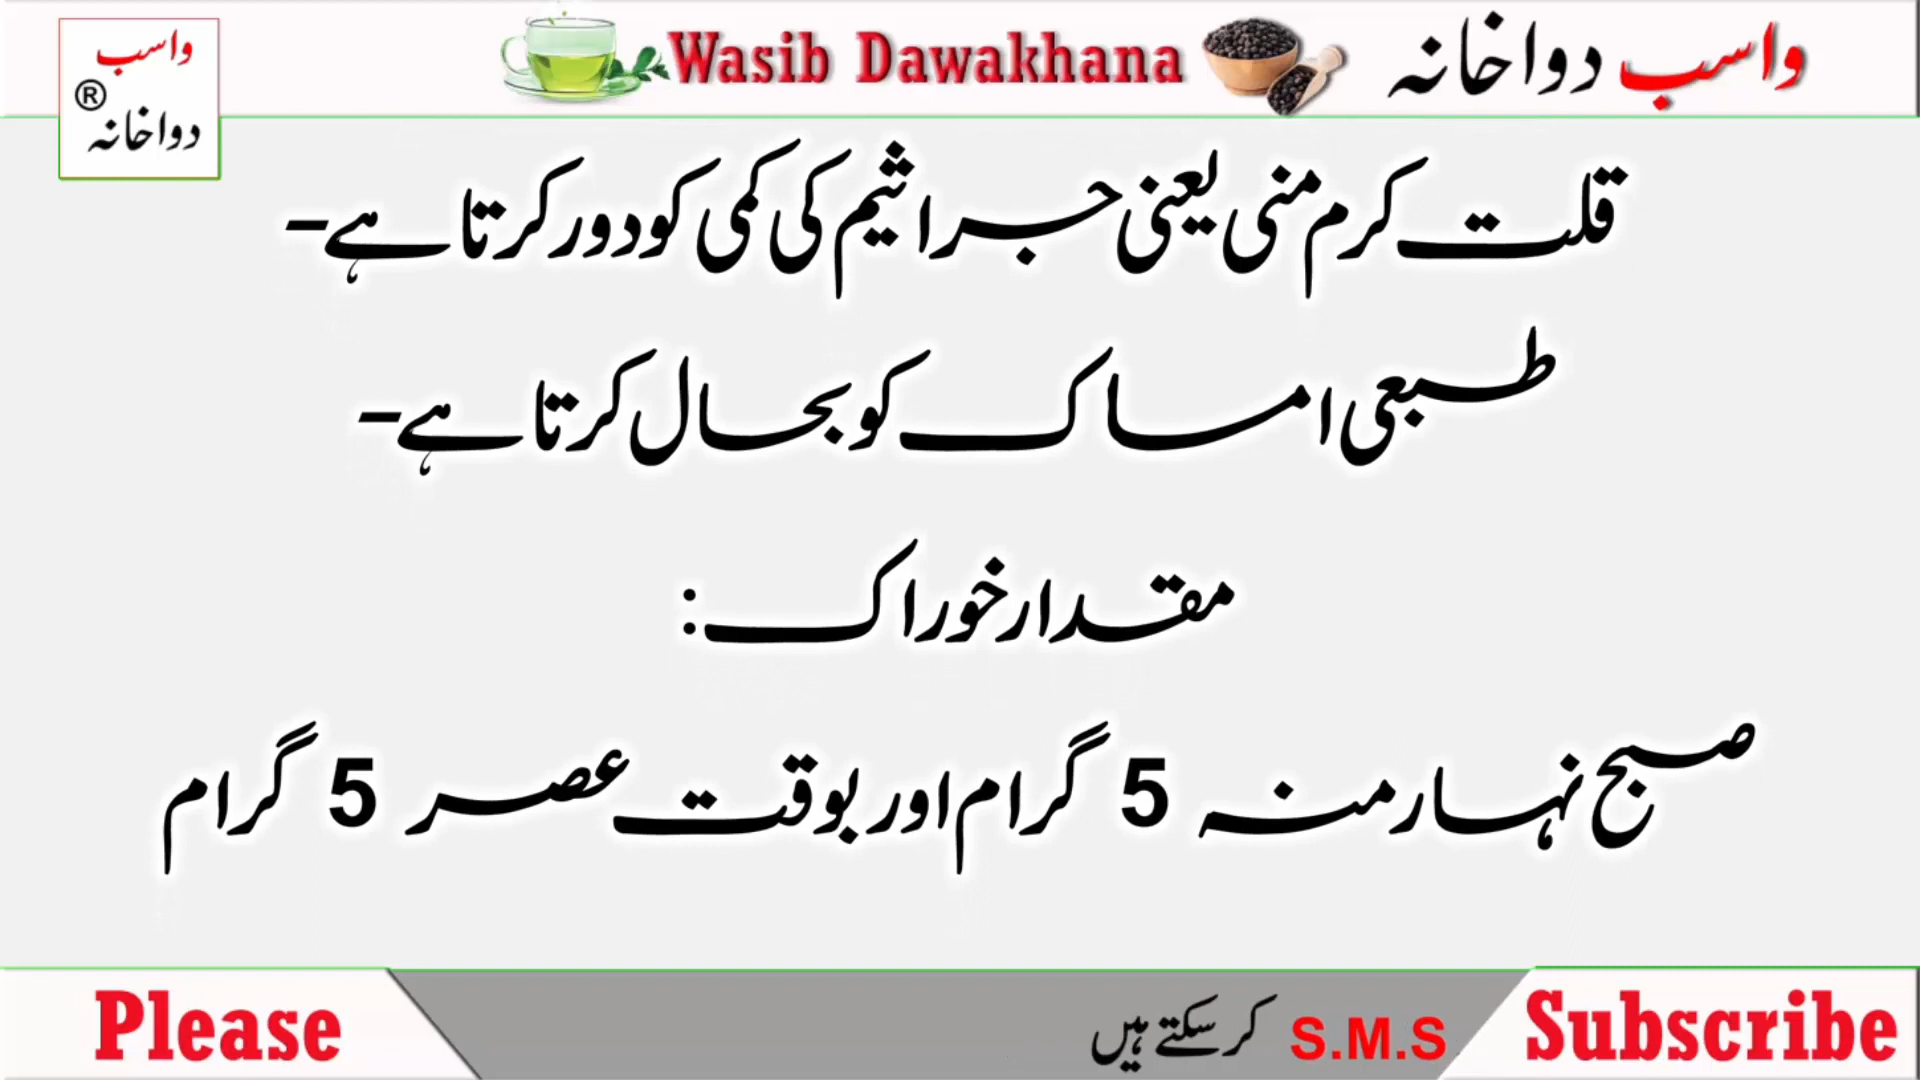 واسب
®
دواخانہ
Wasib Dawakhana
واسب دواخانہ
قلت کرم منی یعنی جراثیم کی کمی کو دور کرتا ہے-
طبعی امساک کو بحال کرتا ہے-
مقدار خوراک:
صبح نہار منہ 5 گرام اور بوقت عصر 5 گرام
Please
S.M.S کر سکتے ہیں
Subscribe